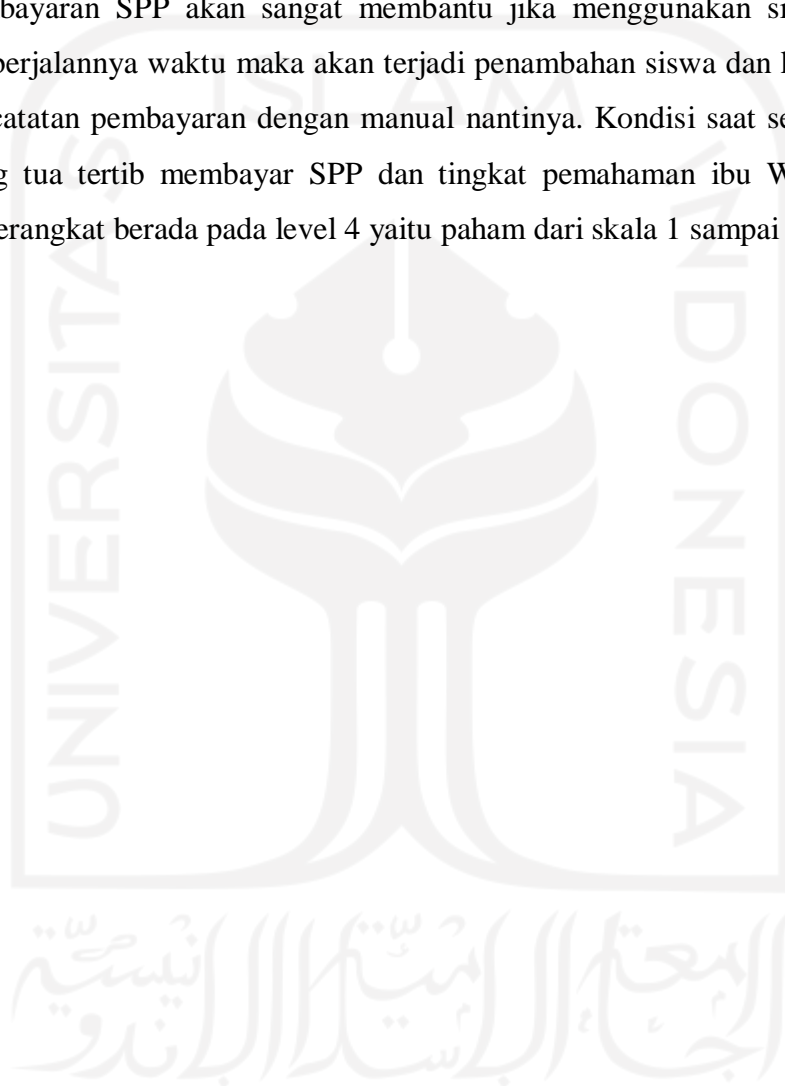 bayaran SPP akan sangat membantu jika menggunakan
berjalannya waktu maka akan terjadi penambahan siswa dan
catatan pembayaran dengan manual nantinya. Kondisi saat
tua tertib membayar SPP dan tingkat pemahaman ibu
erangkat berada pada level 4 yaitu paham dari skala 1 sampai
ISLAM
UNIVERSITAS
INDONESIA